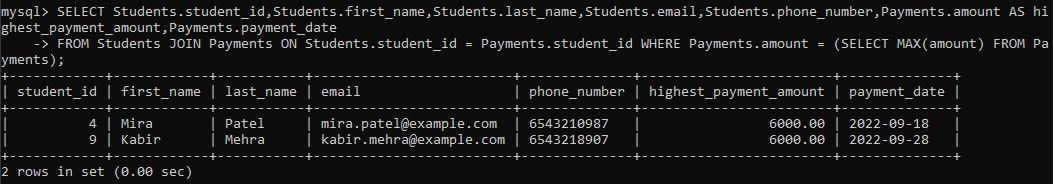 mysql> SELECT Students.student_id,Students.first_name,Students.last_name,Students.email,Students.phone_number,Payments.amount AS hi
ghest_payment_amount,Payments.payment_date
    -> FROM Students JOIN Payments ON Students.student_id = Payments.student_id WHERE Payments.amount = (SELECT MAX(amount) FROM Pa
yments);
+------------+------------+-----------+-------------------------+--------------+------------------------+--------------+
| student_id | first_name | last_name | email                   | phone_number | highest_payment_amount | payment_date |
+------------+------------+-----------+-------------------------+--------------+------------------------+--------------+
|          4 | Mira       | Patel     | mira.patel@example.com  | 6543210987   |                6000.00 | 2022-09-18   |
|          9 | Kabir      | Mehra     | kabir.mehra@example.com | 6543218907   |                6000.00 | 2022-09-28   |
+------------+------------+-----------+-------------------------+--------------+------------------------+--------------+
2 rows in set (0.00 sec)